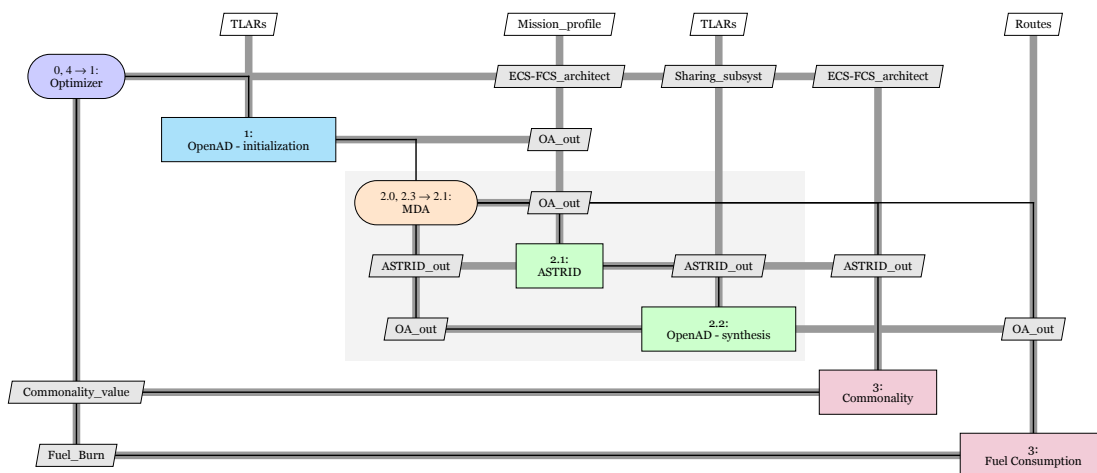 TLARs
Mission_profile
TLARs
Routes
0, 4 → 1:
Optimizer
ECS-FCS_architect
Sharing_subsyst
ECS-FCS_architect
1:
OpenAD - initialization
OA_out
2.0, 2.3 → 2.1:
MDA
OA_out
ASTRID_out
2.1:
ASTRID
ASTRID_out
ASTRID_out
OA_out
2.2:
OpenAD - synthesis
OA_out
Commonality_value
3:
Commonality
Fuel_Burn
3:
Fuel Consumption